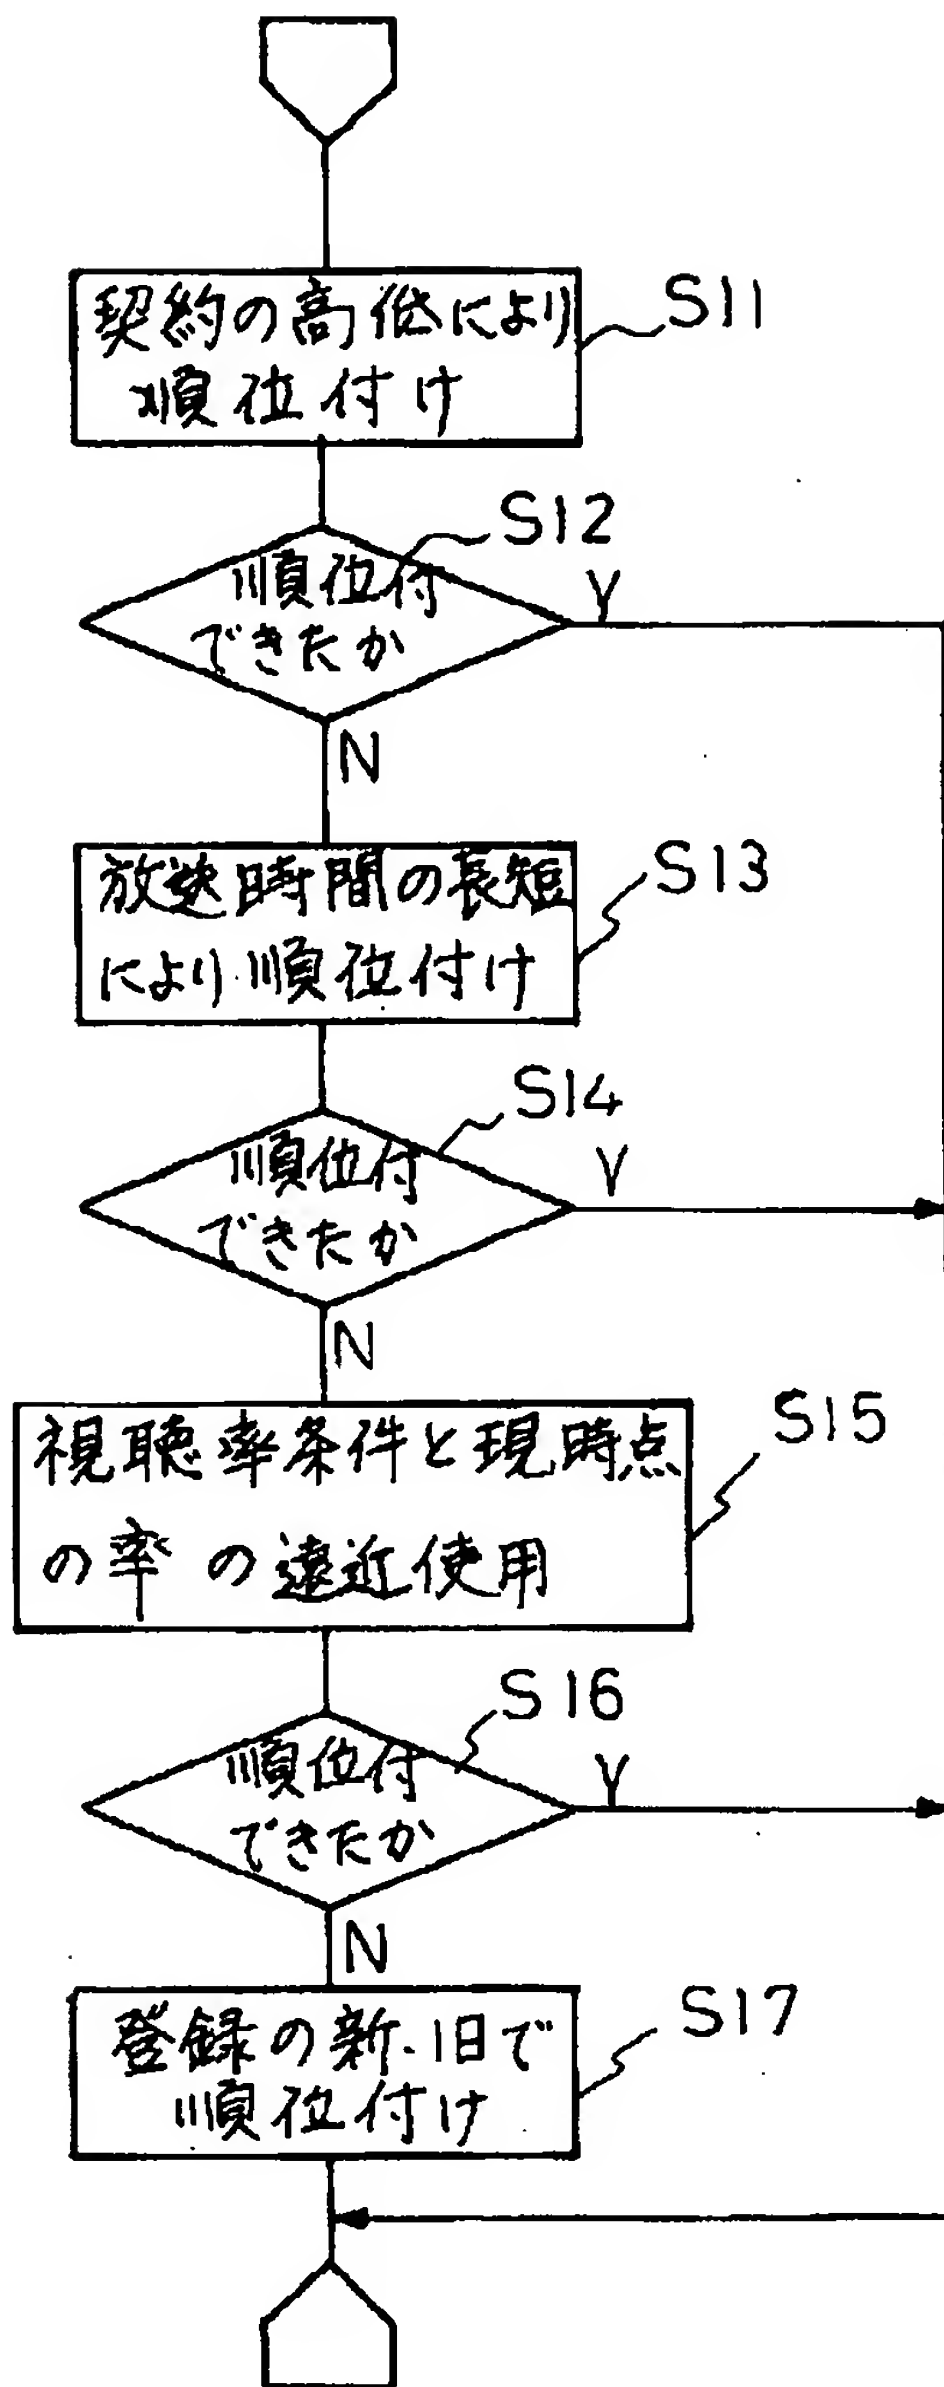 契約の高低により
順位付け
S11
S12
順位付
できたか
Y
N
放送時間の長短
により順位付け
S13
S14
順位付
できたか
Y
N
視聴率条件と現時点
の率の遠近使用
S15
S16
順位付
できたか
Y
N
登録の新・旧で
順位付け
S17